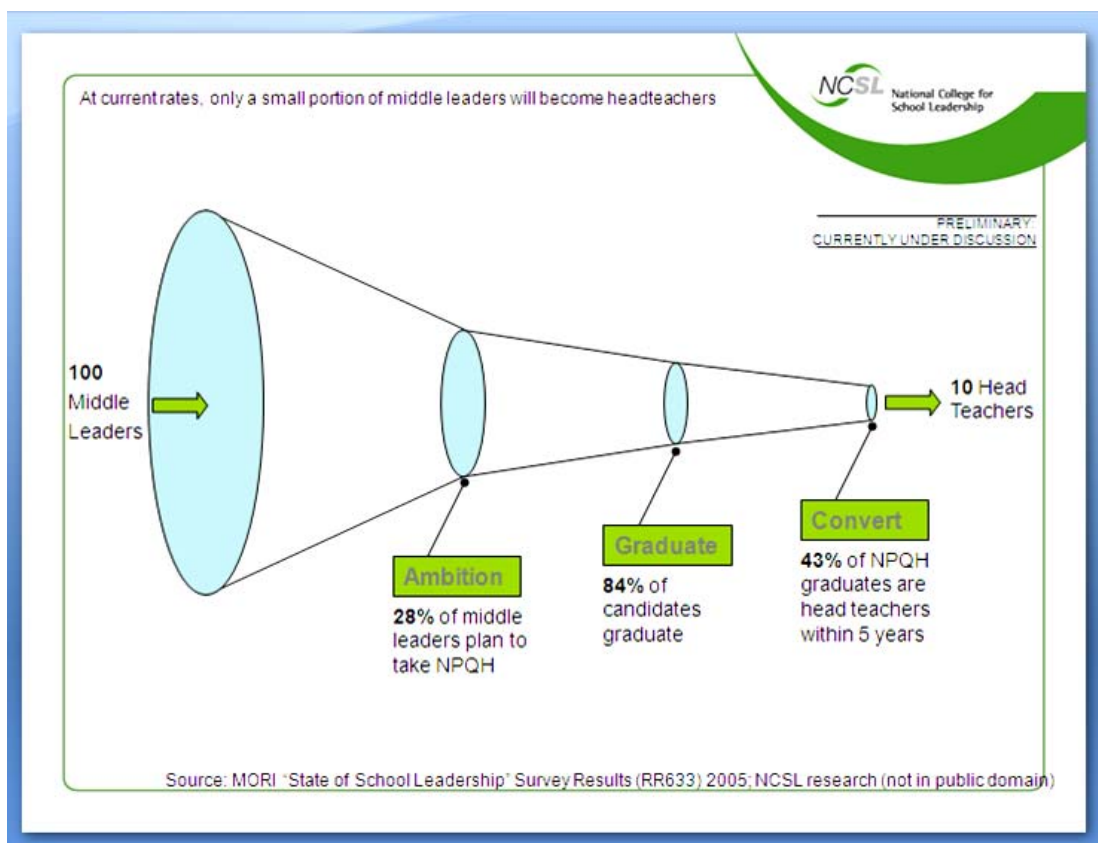 At current rates, only a small portion of middle leaders will become headteachers
NCSL
National College for
School Leadership
PRELIMINARY:
CURRENTLY UNDER DISCUSSION
100
Middle
Leaders
10 Head
Teachers
Ambition
28% of middle
leaders plan to
take NPQH
Graduate
84% of
candidates
graduate
Convert
43% of NPQH
graduates are
head teachers
within 5 years
Source: MORI "State of School Leadership" Survey Results (RR633) 2005; NCSL research (not in public domain)